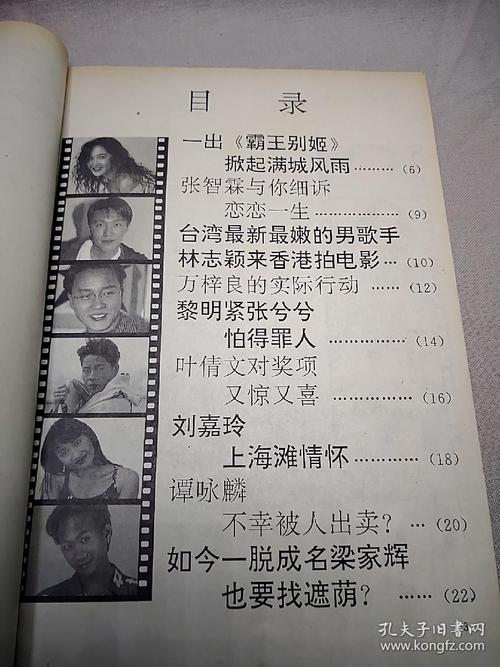 目 录
一出《霸王别姬》
掀起满城风雨………(6)
张智霖与你细诉
恋恋一生……………(9)
台湾最新最嫩的男歌手
林志颖来香港拍电影…(10)
万梓良的实际行动……(12)
黎明紧张兮兮
怕得罪人……………(14)
叶倩文对奖项
又惊又喜……………(16)
刘嘉玲
上海滩情怀…………(18)
谭咏麟
不幸被人出卖？…(20)
如今一脱成名梁家辉
也要找遮荫？……(22)
3
孔夫子旧书网
www.kongfz.com